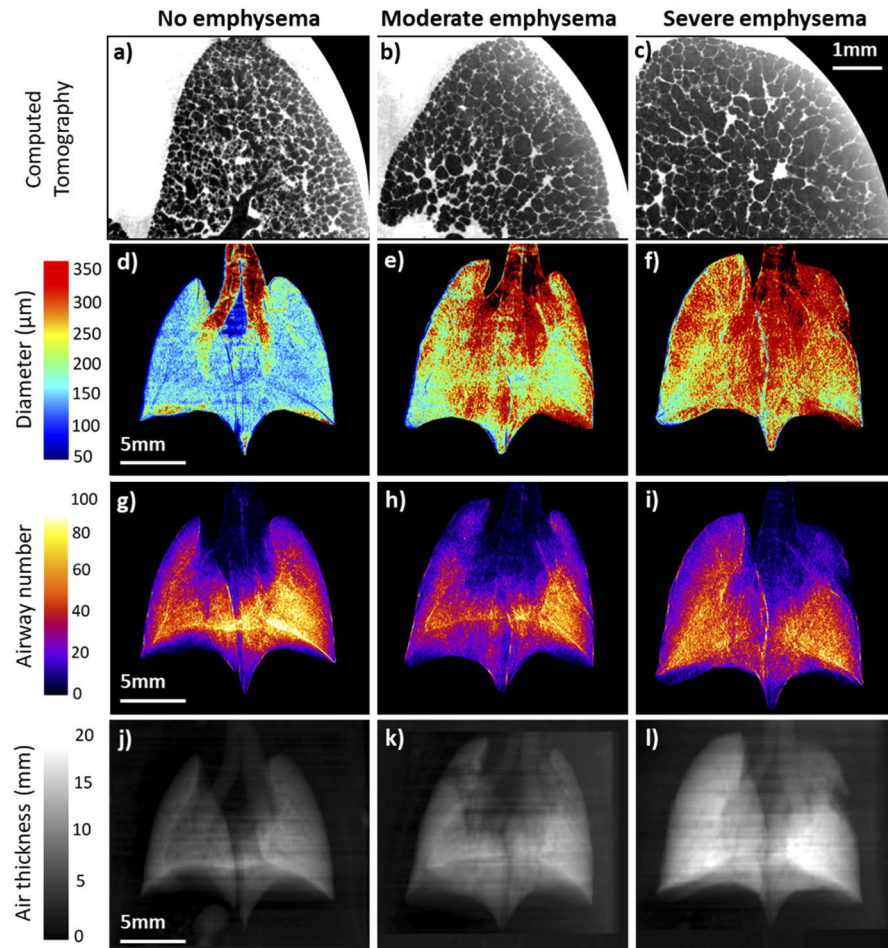 No emphysema
Moderate emphysema
Severe emphysema
Computed
Tomography
a)
b)
c)
1mm
Diameter (μm)
350
300
250
200
150
100
50
d)
e)
f)
5mm
Airway number
100
80
60
40
20
0
g)
h)
i)
5mm
Air thickness (mm)
20
15
10
5
0
j)
k)
l)
5mm